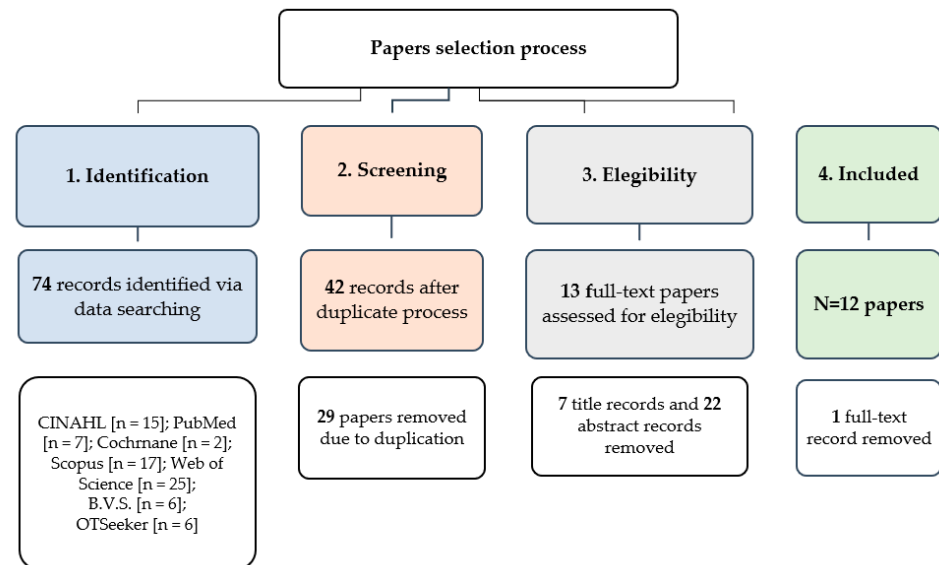 Papers selection process
1. Identification
2. Screening
3. Elegibility
4. Included
74 records identified via
data searching
42 records after
duplicate process
13 full-text papers
assessed for elegibility
N=12 papers
CINAHL [n = 15]; PubMed
[n = 7]; Cochrnane [n = 2];
Scopus [n = 17]; Web of
Science [n = 25];
B.V.S. [n = 6];
OTSeeker [n = 6]
29 papers removed
due to duplication
7 title records and 22
abstract records
removed
1 full-text
record removed